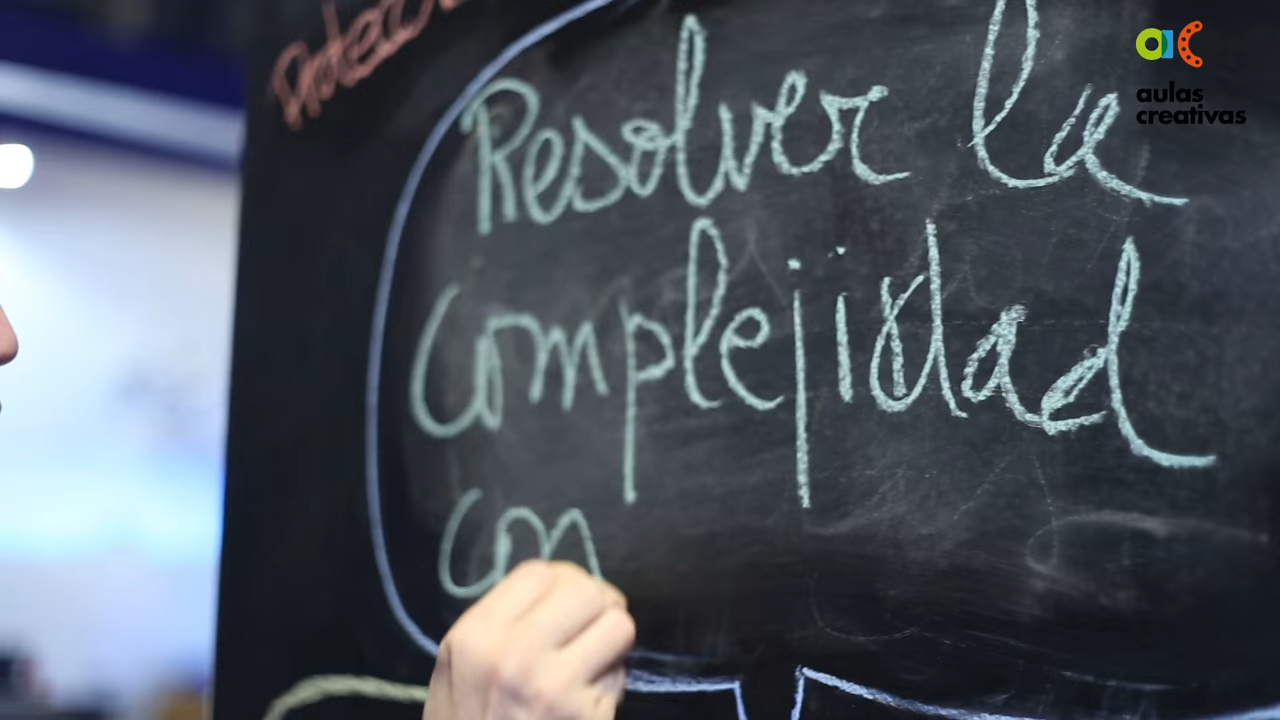 Resolver la
complejidad
con
aulas
creativas